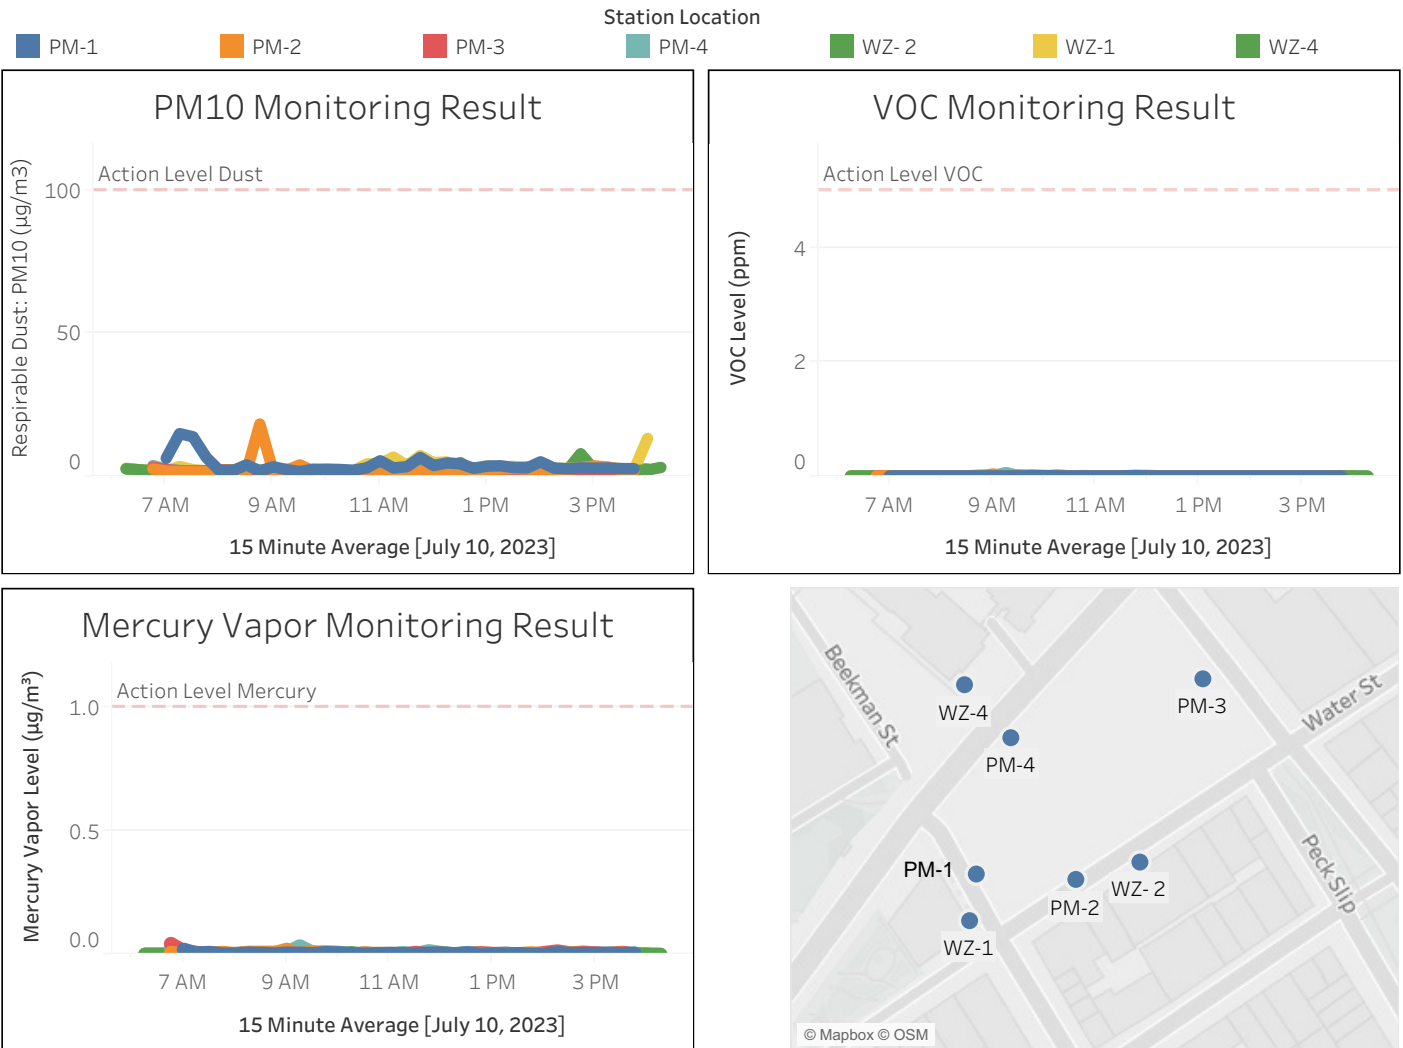 Station Location
PM-1 PM-2 PM-3 PM-4 WZ- 2 WZ-1 WZ-4
PM10 Monitoring Result
Respirable Dust: PM10 (µg/m3)
Action Level Dust
100
50
0
7 AM 9 AM 11 AM 1 PM 3 PM
15 Minute Average [July 10, 2023]
VOC Monitoring Result
VOC Level (ppm)
Action Level VOC
4
2
0
7 AM 9 AM 11 AM 1 PM 3 PM
15 Minute Average [July 10, 2023]
Mercury Vapor Monitoring Result
Mercury Vapor Level (µg/m³)
Action Level Mercury
1.0
0.5
0.0
7 AM 9 AM 11 AM 1 PM 3 PM
15 Minute Average [July 10, 2023]
Beekman St
WZ-4
PM-3
Water St
PM-4
PM-1
WZ- 2
PM-2
Peck Slip
WZ-1
© Mapbox © OSM